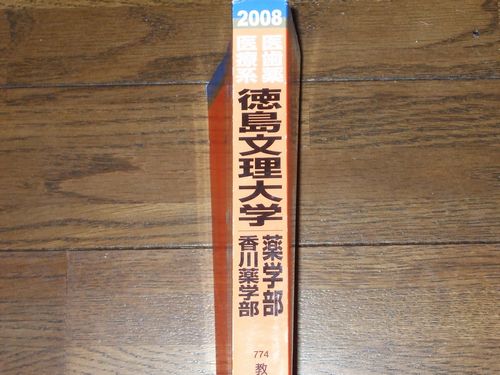 2008
医歯薬
医療系
徳島文理大学
薬学部
香川薬学部
774
教